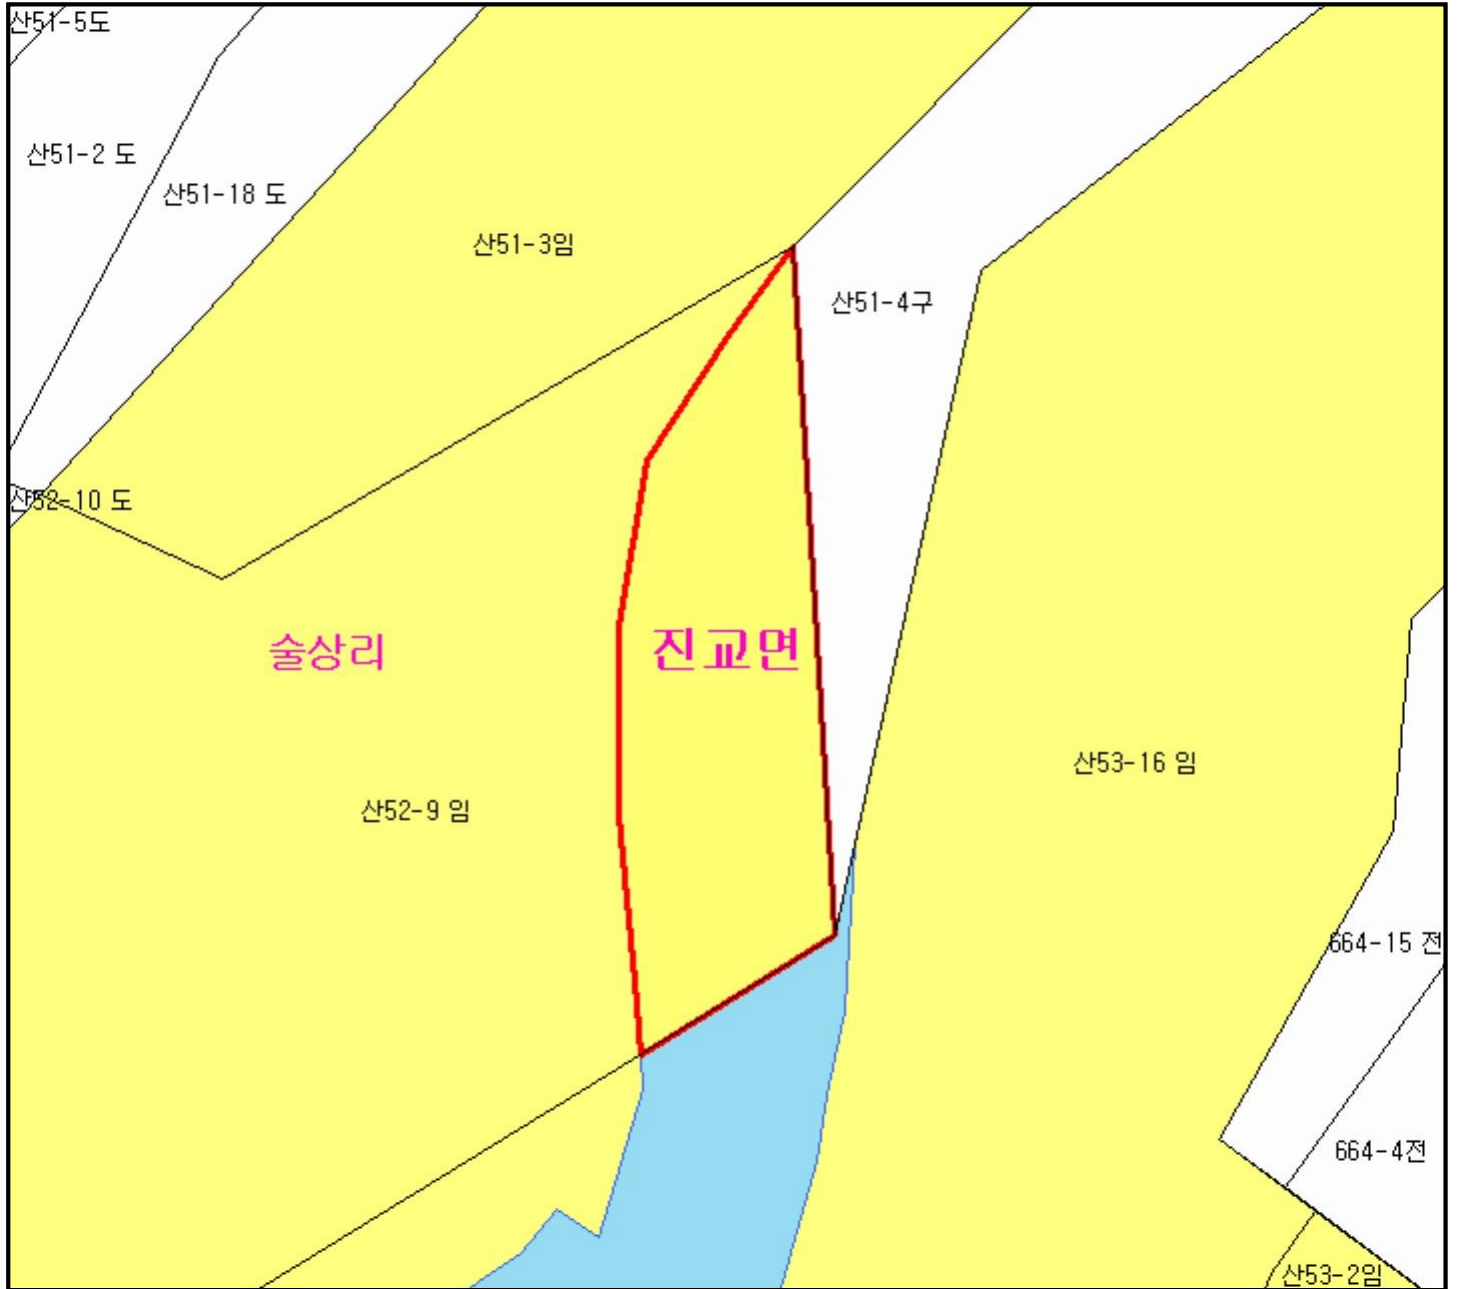 산51-5도
산51-2 도
산51-18 도
산51-3임
산51-4구
산52-10 도
술상리
진교면
산53-16 임
산52-9 임
664-15 전
664-4전
산53-2임